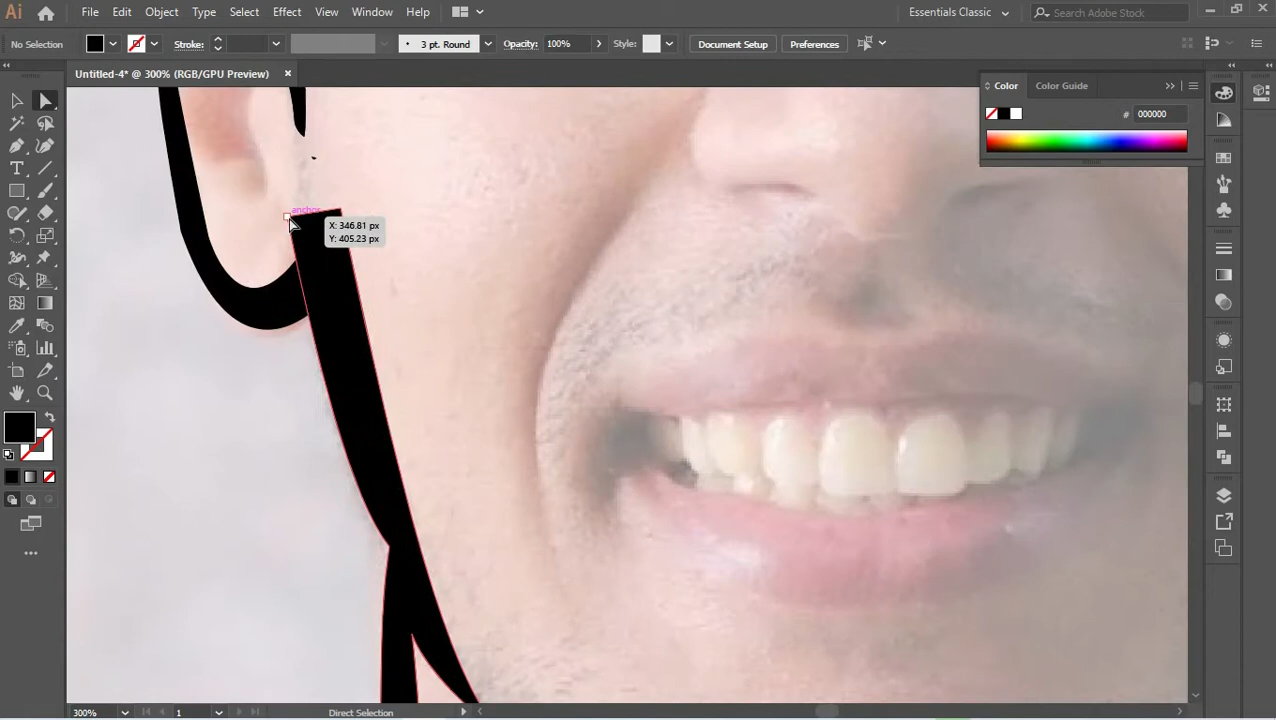 Ai File Edit Object Type Select Effect View Window Help Essentials Classic Search Adobe Stock
No Selection Stroke: 3 pt. Round Opacity: 100% Style: Document Setup Preferences
Untitled-4* @ 300% (RGB/GPU Preview)
Color Color Guide
# 000000
anchor
X: 346.81 px
Y: 405.23 px
300% 1 Direct Selection